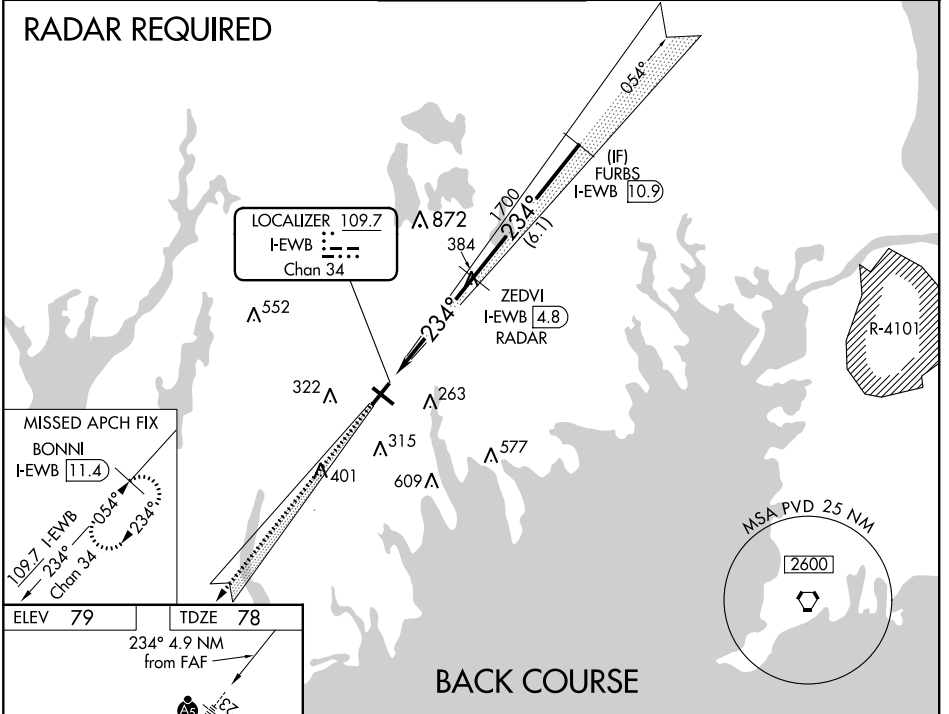 RADAR REQUIRED
054°
(IF)
FURBS
I-EWB 10.9
1700
234°
(6.1)
LOCALIZER 109.7
I-EWB
Chan 34
872
384
552
ZEDVI
I-EWB 4.8
RADAR
234°
R-4101
322
263
315
577
401
609
MISSED APCH FIX
BONNI
I-EWB 11.4
109.7 I-EWB
234°
054°
Chan 34
234°
MSA PVD 25 NM
2600
ELEV 79
TDZE 78
234° 4.9 NM
from FAF
A5
23
BACK COURSE